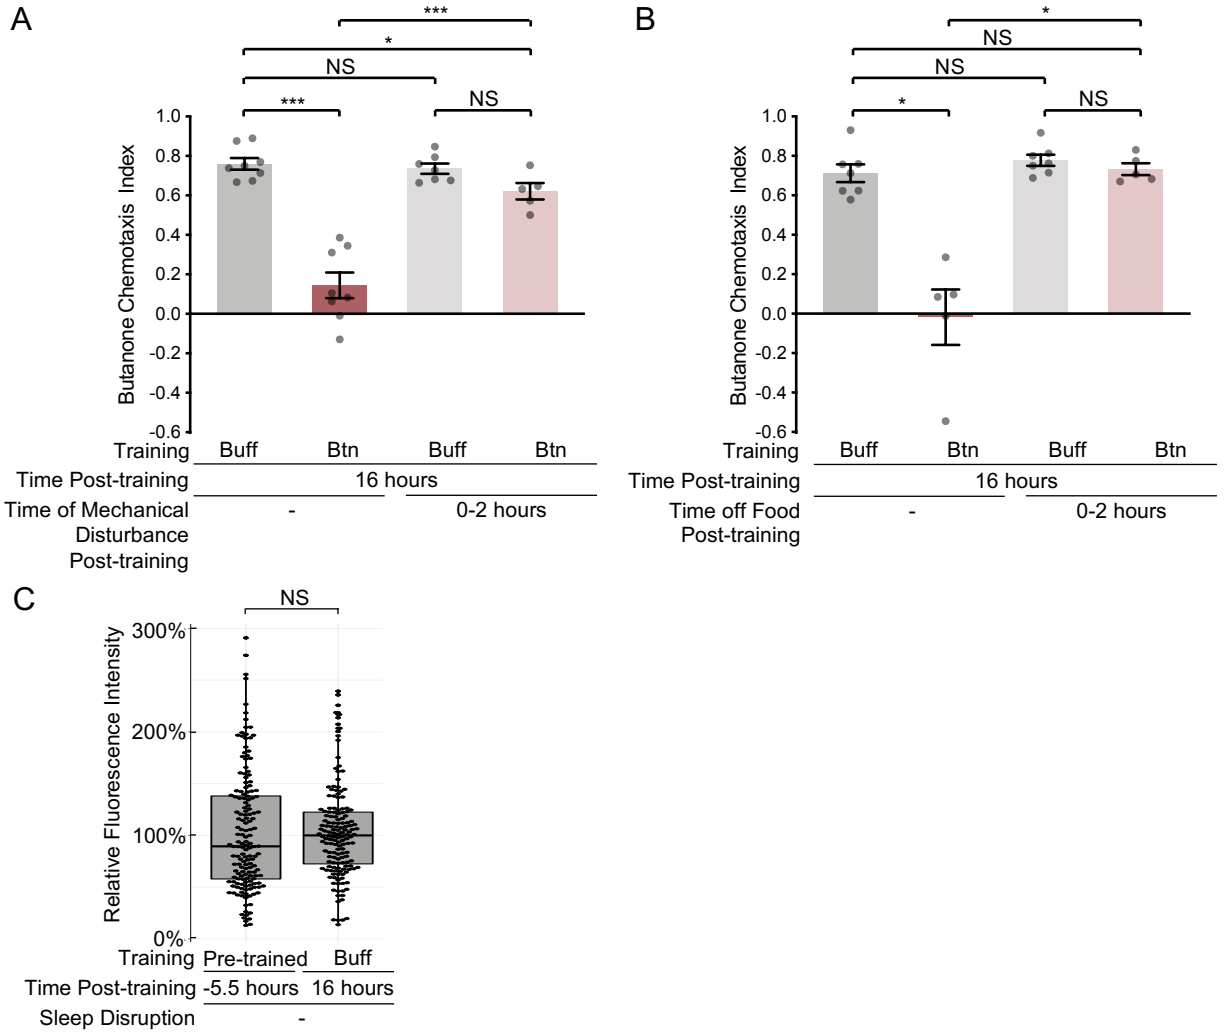 A
***
*
NS
***
NS
Butanone Chemotaxis Index
1.0
0.8
0.6
0.4
0.2
0.0
-0.2
-0.4
-0.6
Training Buff Btn Buff Btn
Time Post-training 16 hours
Time of Mechanical - 0-2 hours
Disturbance
Post-training
B
*
NS
NS
*
NS
Butanone Chemotaxis Index
1.0
0.8
0.6
0.4
0.2
0.0
-0.2
-0.4
-0.6
Training Buff Btn Buff Btn
Time Post-training 16 hours
Time off Food - 0-2 hours
Post-training
C
NS
Relative Fluorescence Intensity
300%
200%
100%
0%
Training Pre-trained Buff
Time Post-training -5.5 hours 16 hours
Sleep Disruption -